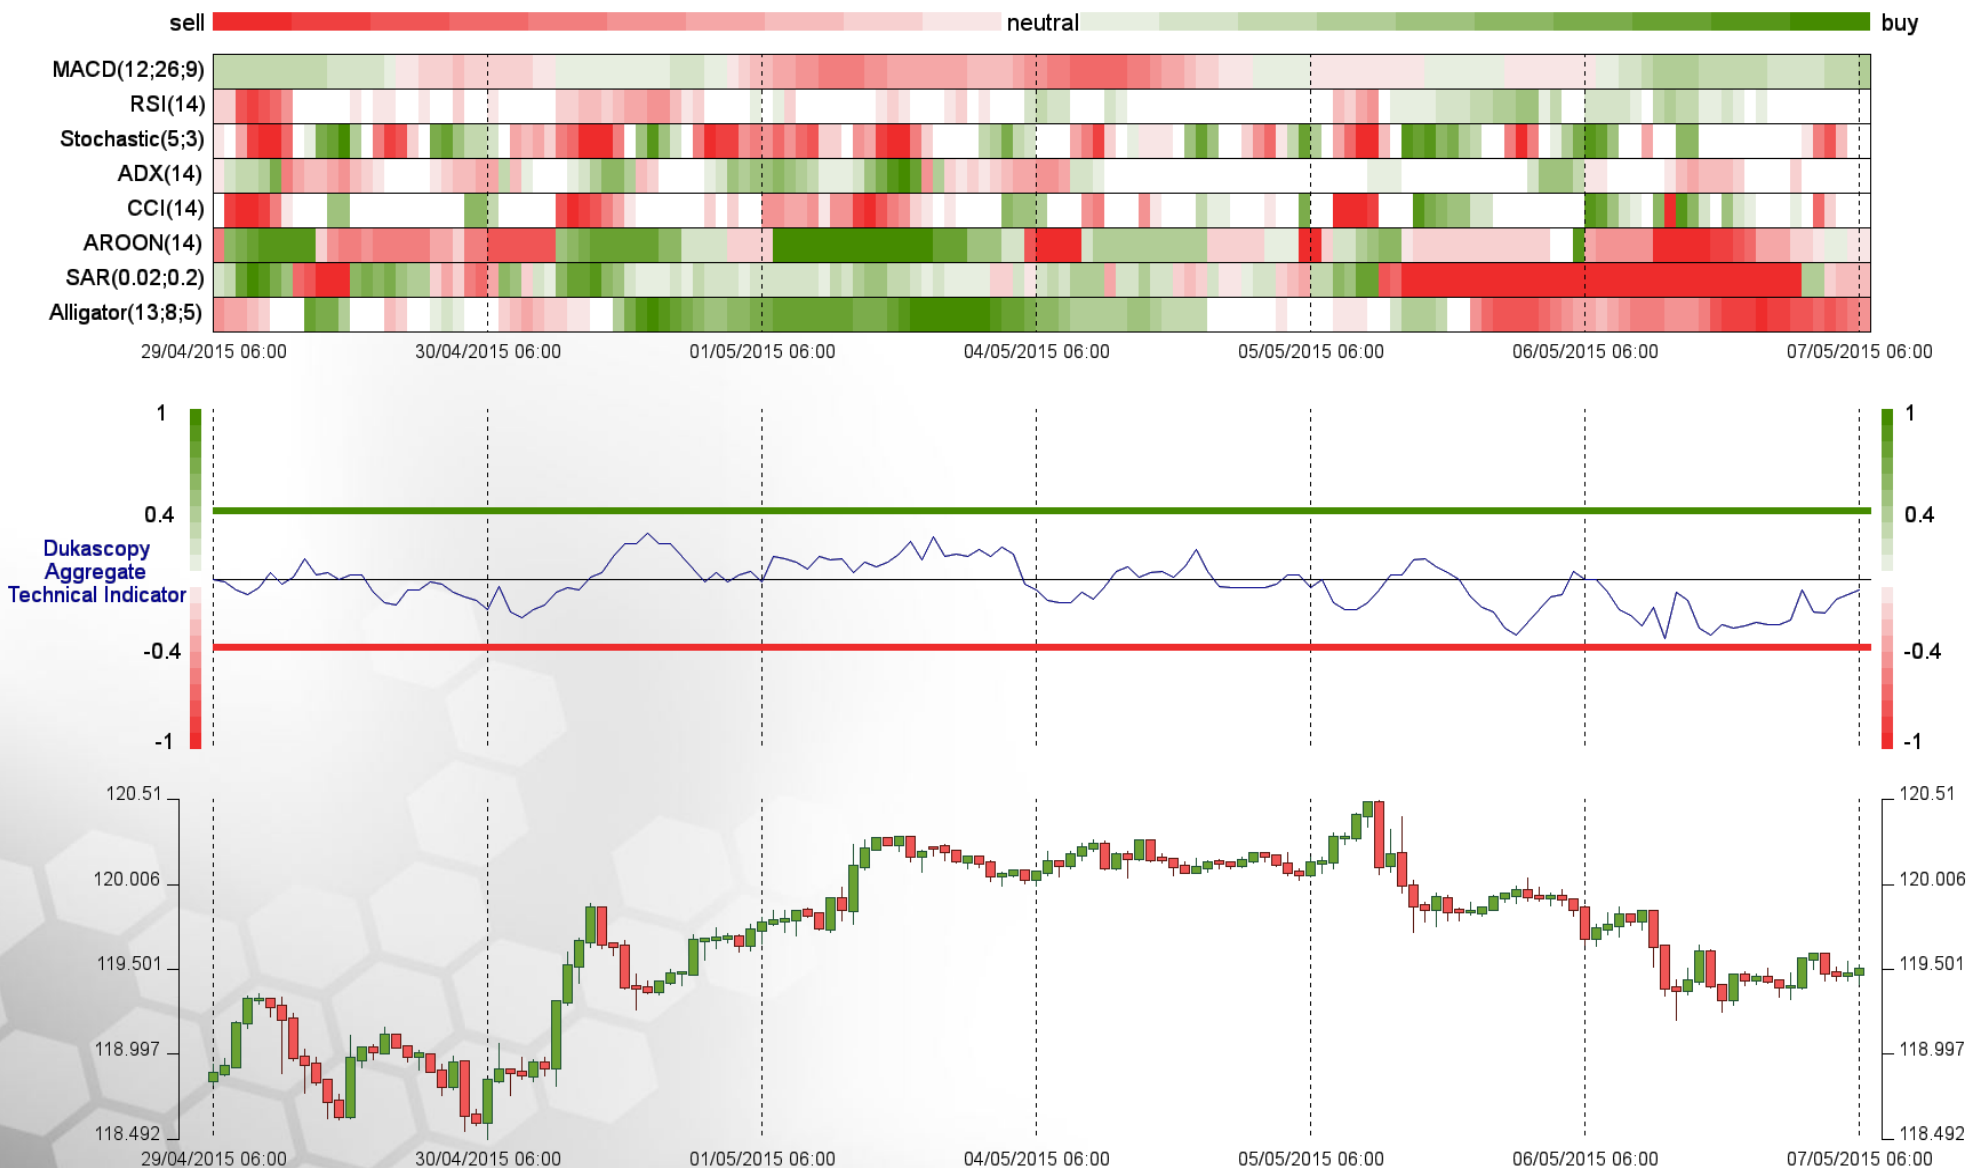 sell neutral buy
MACD(12;26;9)
RSI(14)
Stochastic(5;3)
ADX(14)
CCI(14)
AROON(14)
SAR(0.02;0.2)
Alligator(13;8;5)
29/04/2015 06:00 30/04/2015 06:00 01/05/2015 06:00 04/05/2015 06:00 05/05/2015 06:00 06/05/2015 06:00 07/05/2015 06:00
1 1
0.4 0.4
Dukascopy
Aggregate
Technical Indicator
-0.4 -0.4
-1 -1
120.51 120.51
120.006 120.006
119.501 119.501
118.997 118.997
118.492 118.492
29/04/2015 06:00 30/04/2015 06:00 01/05/2015 06:00 04/05/2015 06:00 05/05/2015 06:00 06/05/2015 06:00 07/05/2015 06:00